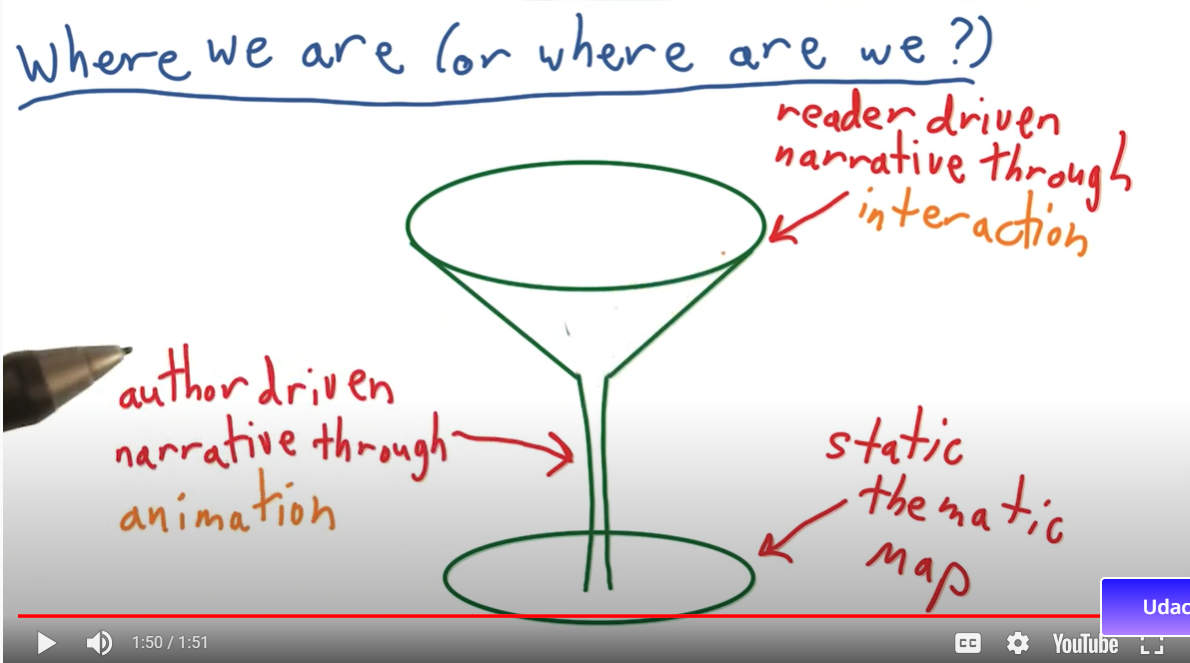 where we are (or where are we?)
reader driven
narrative through
interaction
author driven
narrative through
animation
static
thematic
map
Udac
1:50 / 1:51
CC
YouTube